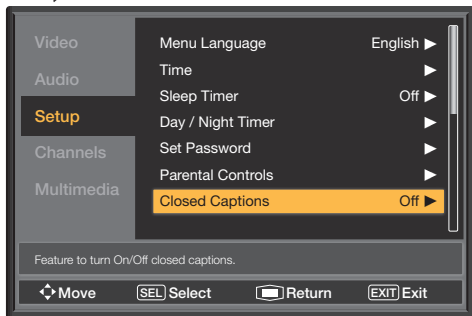 Video
Audio
Setup
Channels
Multimedia
Menu Language English ▶
Time ▶
Sleep Timer Off ▶
Day / Night Timer ▶
Set Password ▶
Parental Controls ▶
Closed Captions Off ▶
Feature to turn On/Off closed captions.
Move SEL Select Return EXIT Exit